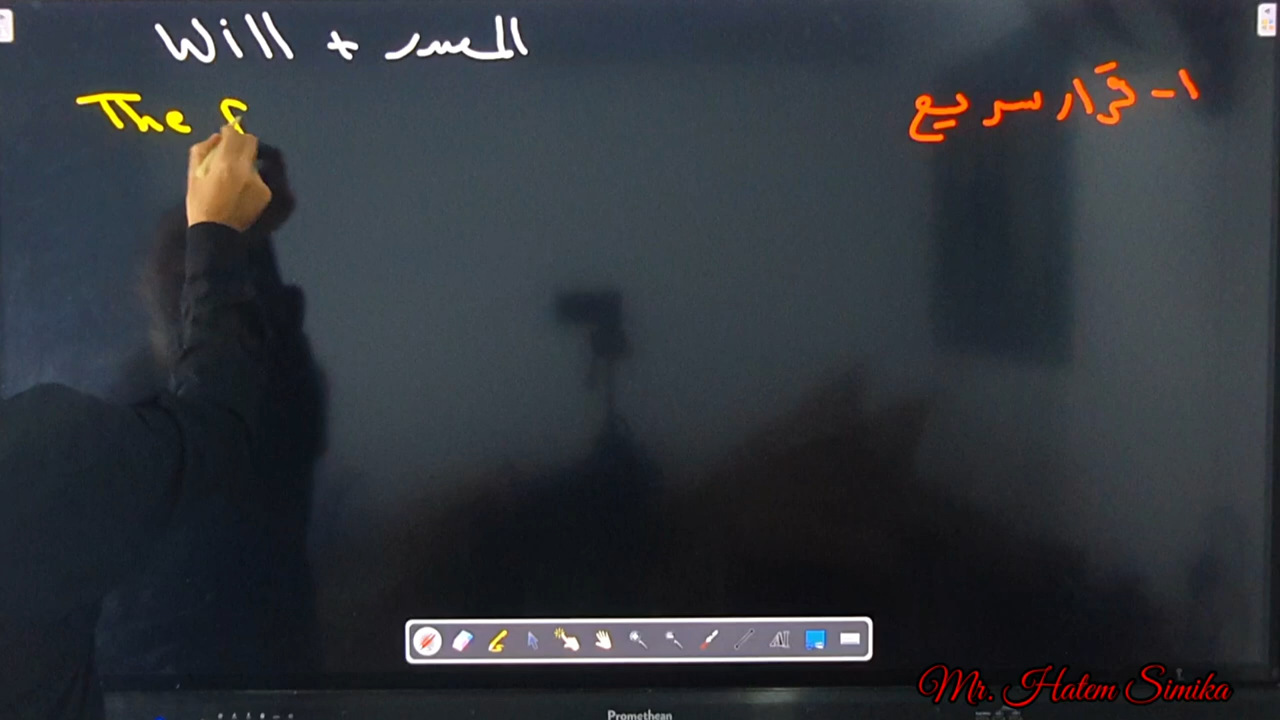 Will + المصدر
١- قرار سريع
The
Promethean
Mr. Hatem Simika